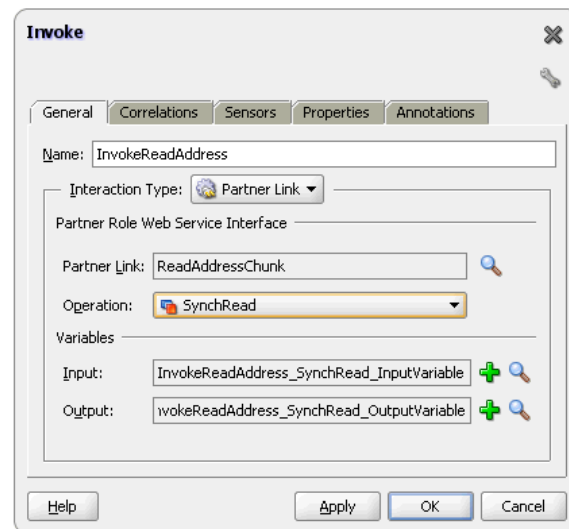 Invoke
General Correlations Sensors Properties Annotations
Name: InvokeReadAddress
Interaction Type: Partner Link
Partner Role Web Service Interface
Partner Link: ReadAddressChunk
Operation: SynchRead
Variables
Input: InvokeReadAddress_SynchRead_InputVariable
Output: vokeReadAddress_SynchRead_OutputVariable
Help Apply OK Cancel